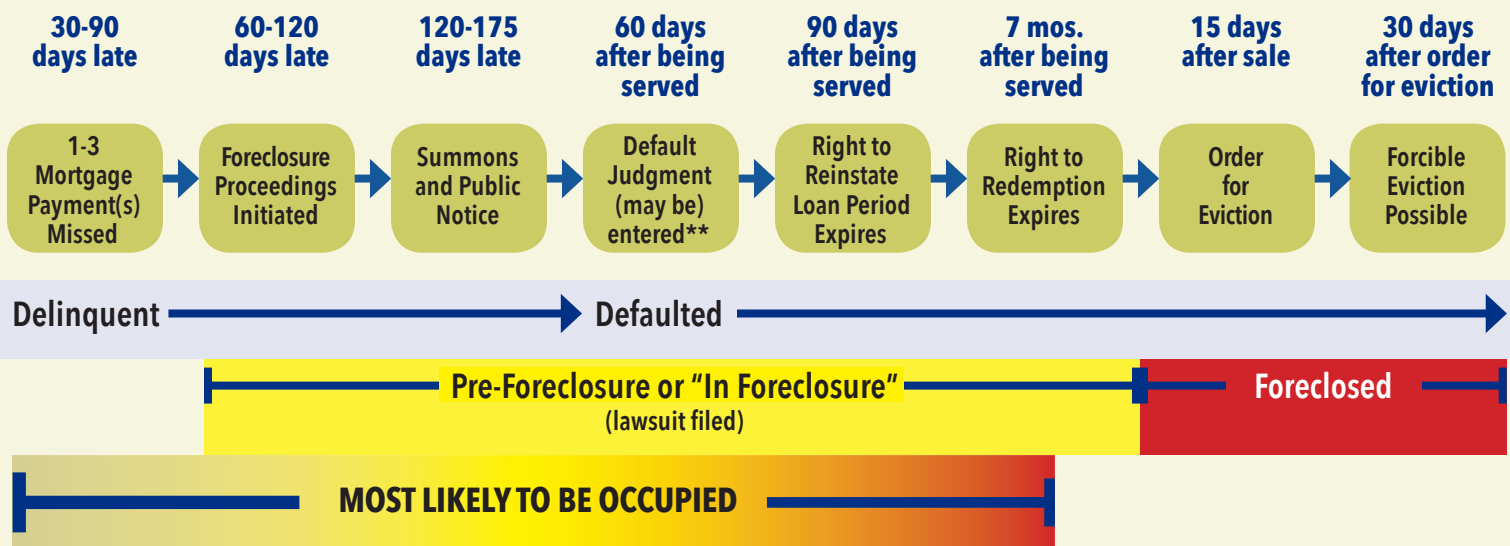 30-90
days late
60-120
days late
120-175
days late
60 days
after being
served
90 days
after being
served
7 mos.
after being
served
15 days
after sale
30 days
after order
for eviction
1-3
Mortgage
Payment(s)
Missed
Foreclosure
Proceedings
Initiated
Summons
and Public
Notice
Default
Judgment
(may be)
entered**
Right to
Reinstate
Loan Period
Expires
Right to
Redemption
Expires
Order
for
Eviction
Forcible
Eviction
Possible
Delinquent
Defaulted
Pre-Foreclosure or “In Foreclosure”
(lawsuit filed)
Foreclosed
MOST LIKELY TO BE OCCUPIED